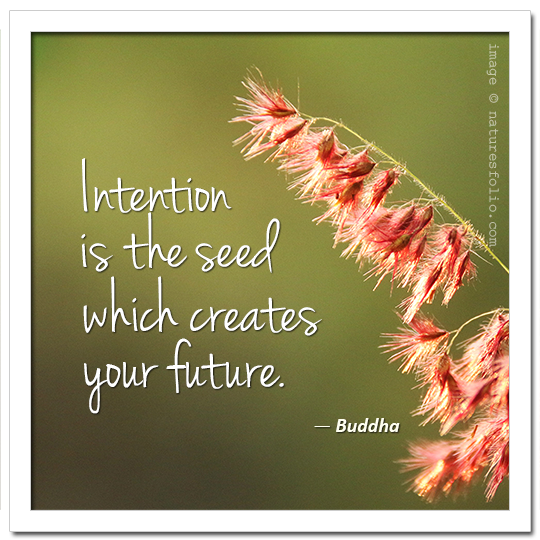 Intention
is the seed
which creates
your future.
— Buddha
image © naturesfolio.com